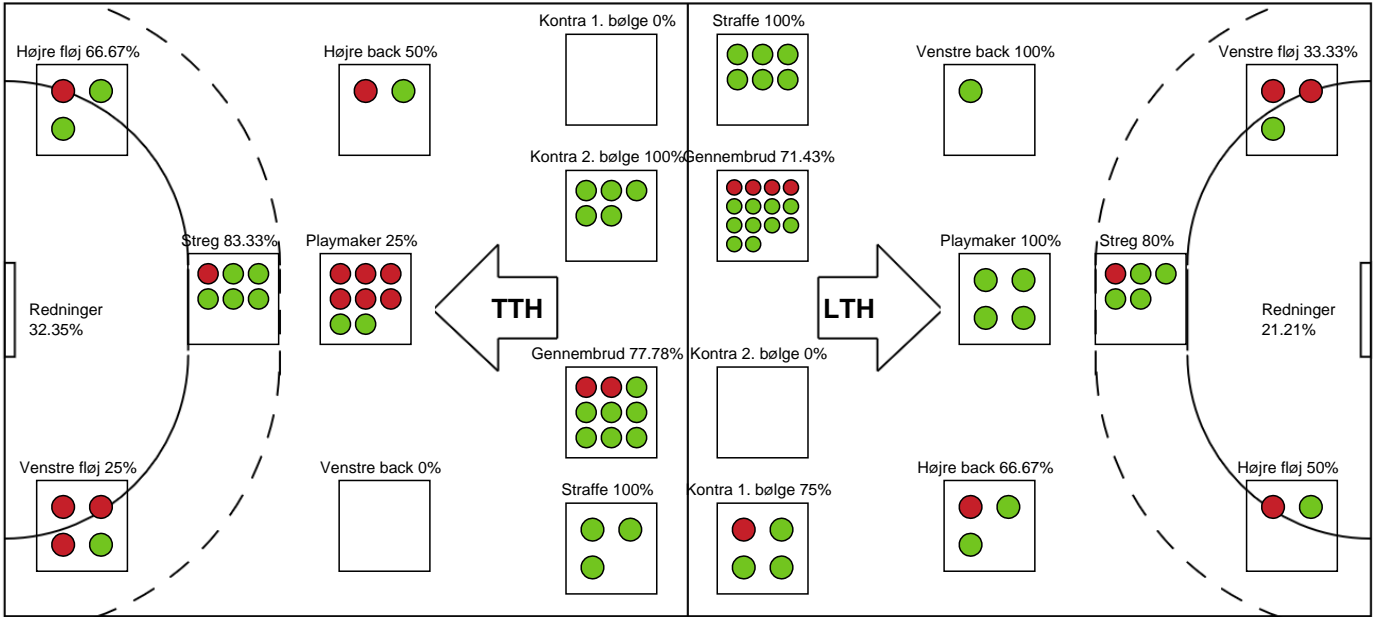 Kontra 1. bølge 0%
Straffe 100%
Højre fløj 66.67%
Højre back 50%
Venstre back 100%
Venstre fløj 33.33%
Kontra 2. bølge 100%
Gennembrud 71.43%
Streg 83.33%
Playmaker 25%
Playmaker 100%
Streg 80%
Redninger
32.35%
TTH
LTH
Redninger
21.21%
Gennembrud 77.78%
Kontra 2. bølge 0%
Venstre fløj 25%
Venstre back 0%
Højre back 66.67%
Højre fløj 50%
Straffe 100%
Kontra 1. bølge 75%